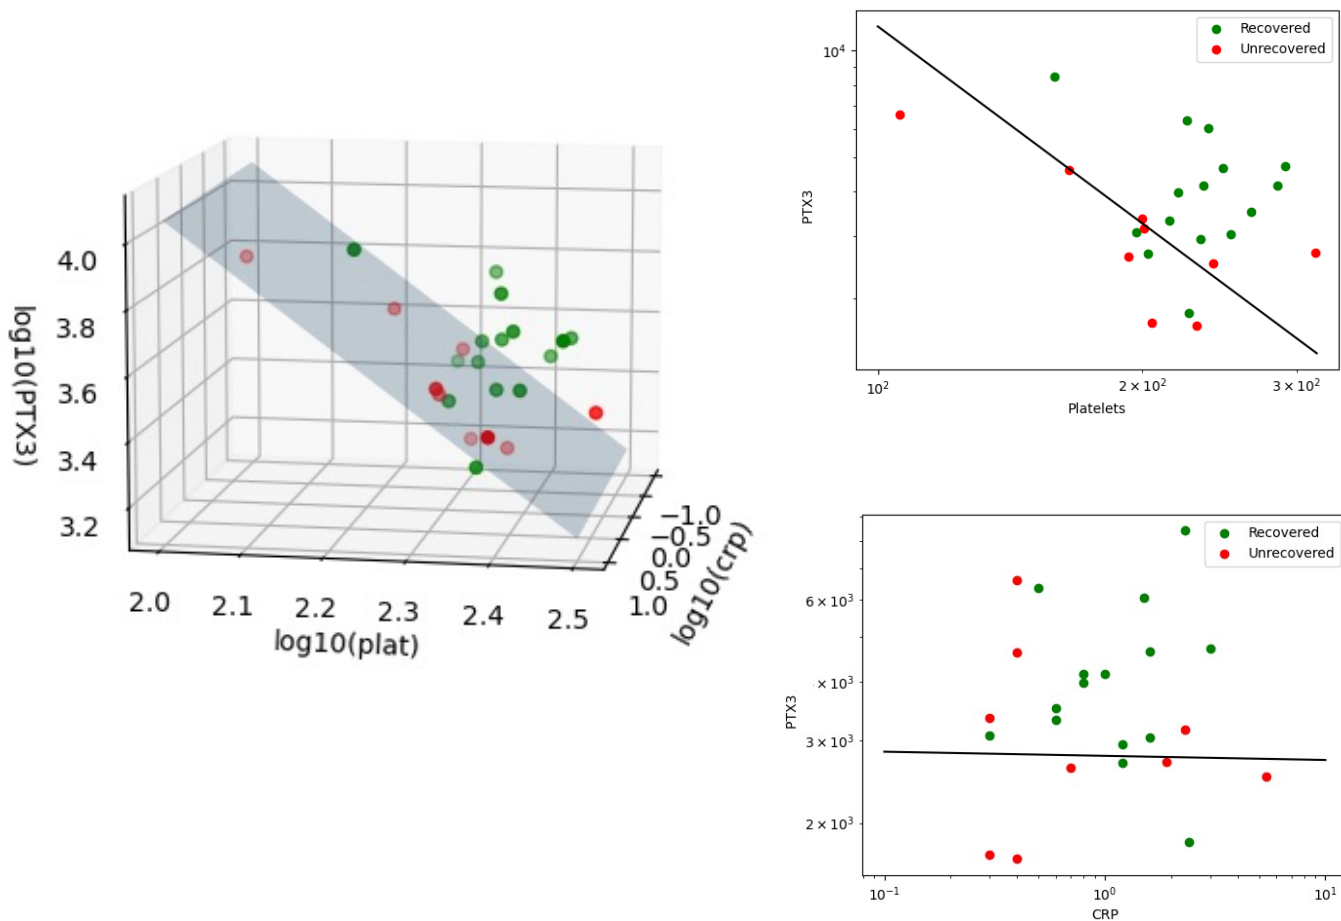 4.0
3.8
3.6
3.4
3.2
log10(PTX3)
2.0
2.1
2.2
2.3
2.4
2.5
log10(plat)
−1.0
−0.5
0.0
0.5
1.0
log10(crp)
Recovered
Unrecovered
10⁴
PTX3
10²
2 × 10²
3 × 10²
Platelets
Recovered
Unrecovered
6 × 10³
× 10³
3 × 10³
2 × 10³
PTX3
10⁻¹
10⁰
10¹
CRP